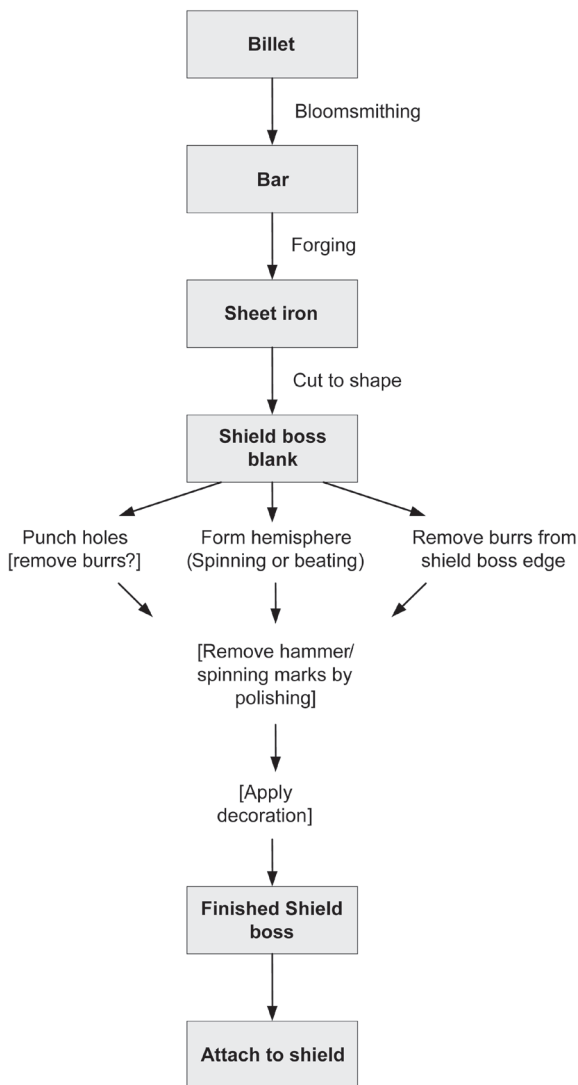 Billet
Bloomsmithing
Bar
Forging
Sheet iron
Cut to shape
Shield boss
blank
Punch holes
[remove burrs?]
Form hemisphere
(Spinning or beating)
Remove burrs from
shield boss edge
[Remove hammer/
spinning marks by
polishing]
[Apply
decoration]
Finished Shield
boss
Attach to shield